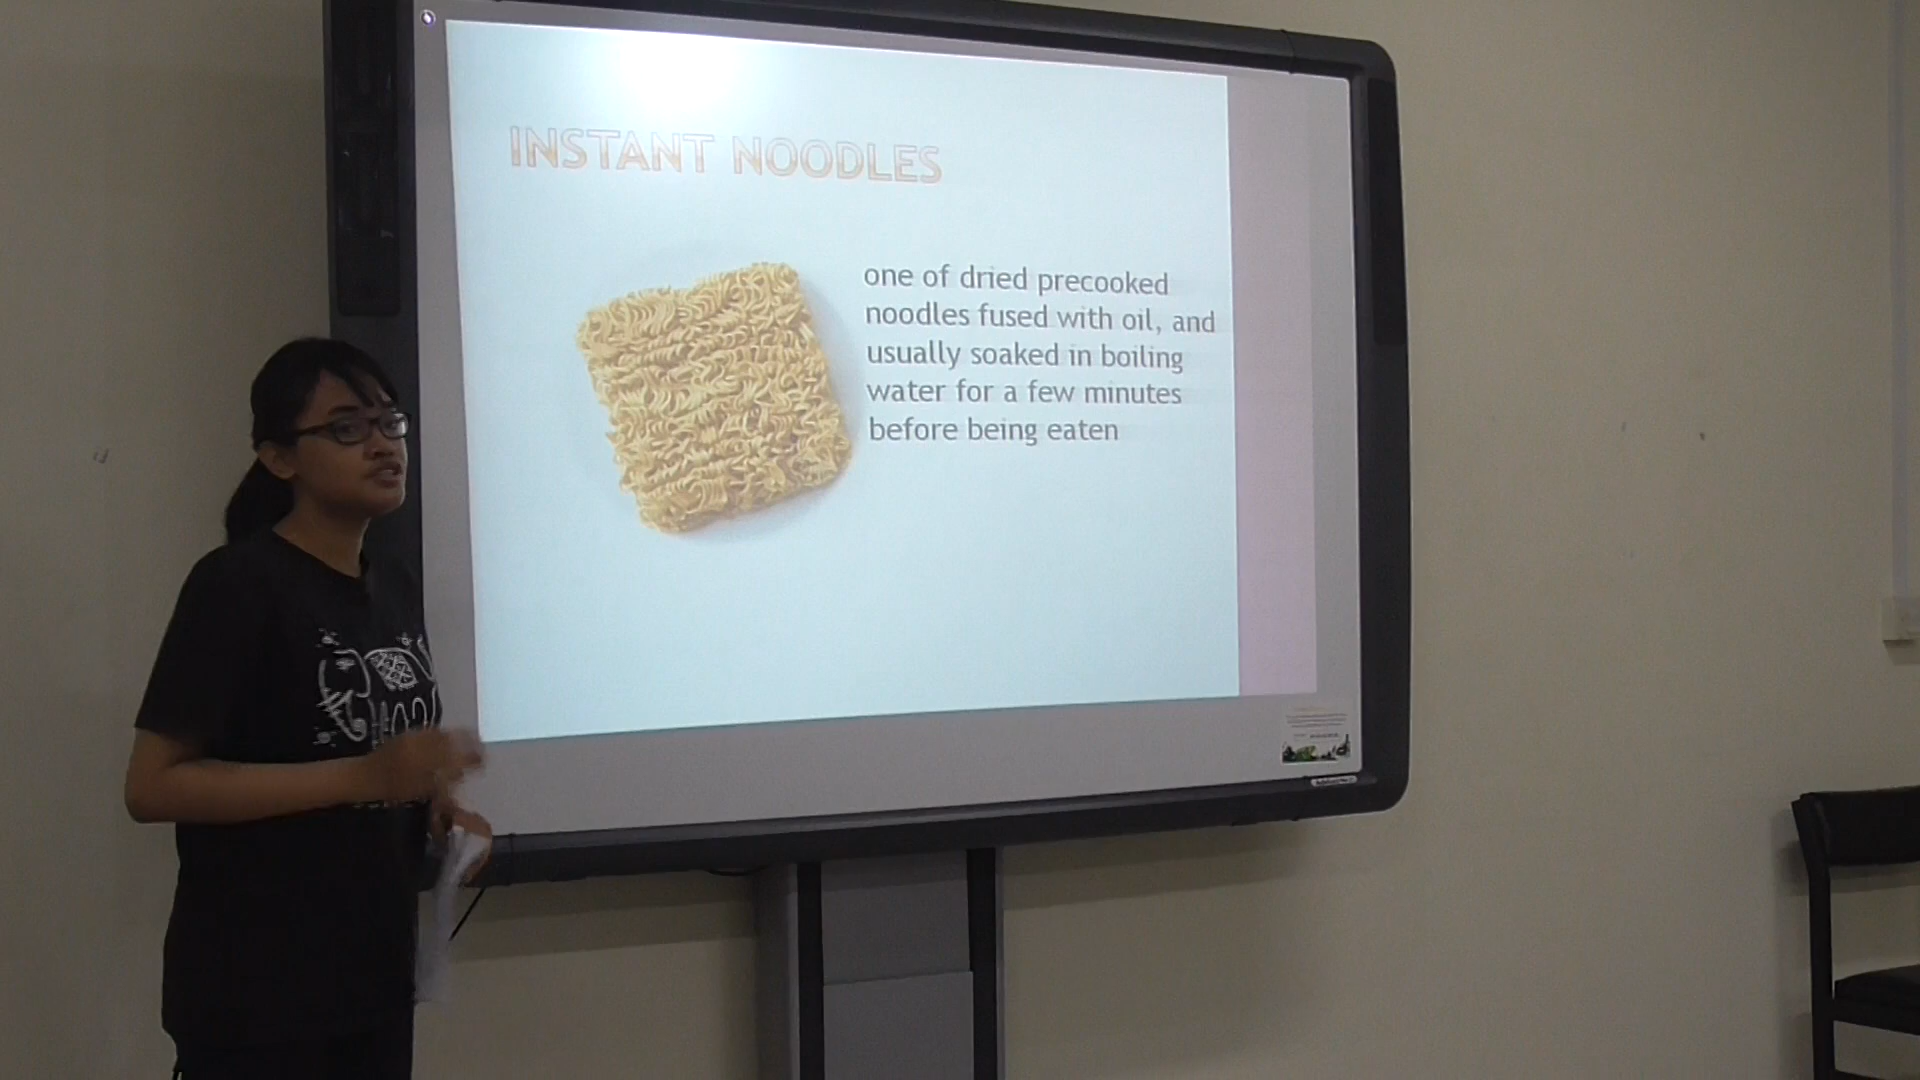 INSTANT NOODLES
one of dried precooked
noodles fused with oil, and
usually soaked in boiling
water for a few minutes
before being eaten